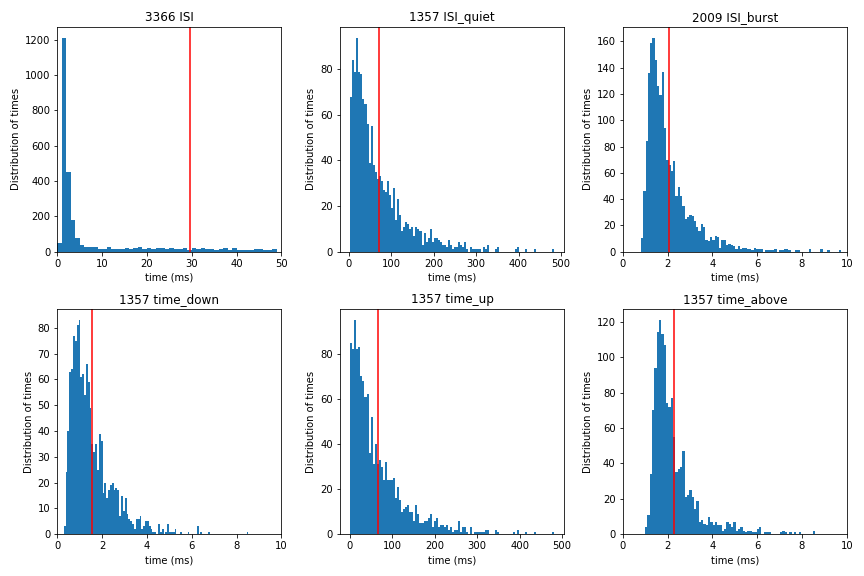 3366 ISI
1357 ISI_quiet
2009 ISI_burst
Distribution of times
1200
1000
800
600
400
200
0
0 10 20 30 40 50
time (ms)
Distribution of times
80
60
40
20
0
0 100 200 300 400 500
time (ms)
Distribution of times
160
140
120
100
80
60
40
20
0
0 2 4 6 8 10
time (ms)
1357 time_down
1357 time_up
1357 time_above
Distribution of times
80
70
60
50
40
30
20
10
0
0 2 4 6 8 10
time (ms)
Distribution of times
80
60
40
20
0
0 100 200 300 400 500
time (ms)
Distribution of times
120
100
80
60
40
20
0
0 2 4 6 8 10
time (ms)